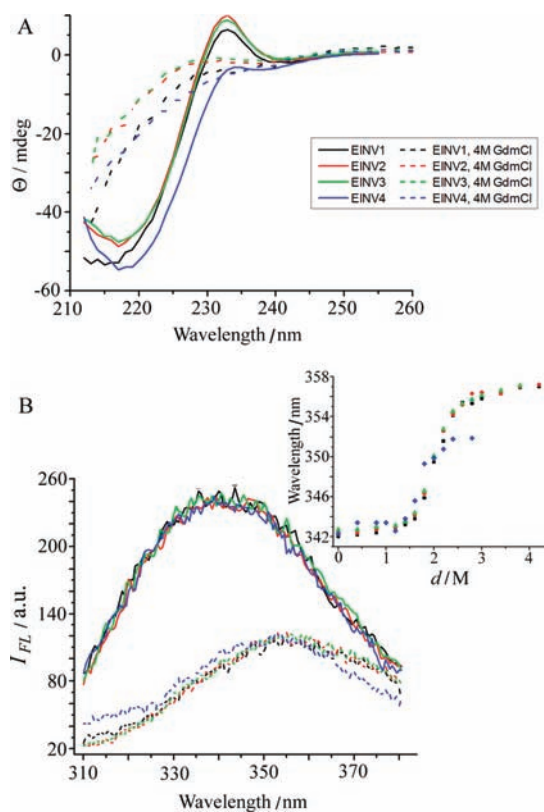 A
0
-20
-40
-60
Θ / mdeg
210 220 230 240 250 260
Wavelength /nm
EINV1
EINV2
EINV3
EINV4
EINV1, 4M GdmCl
EINV2, 4M GdmCl
EINV3, 4M GdmCl
EINV4, 4M GdmCl
B
260
220
140
80
20
I_FL / a.u.
310 330 350 370
Wavelength /nm
358
354
350
346
342
Wavelength /nm
0 1 2 3 4
d /M